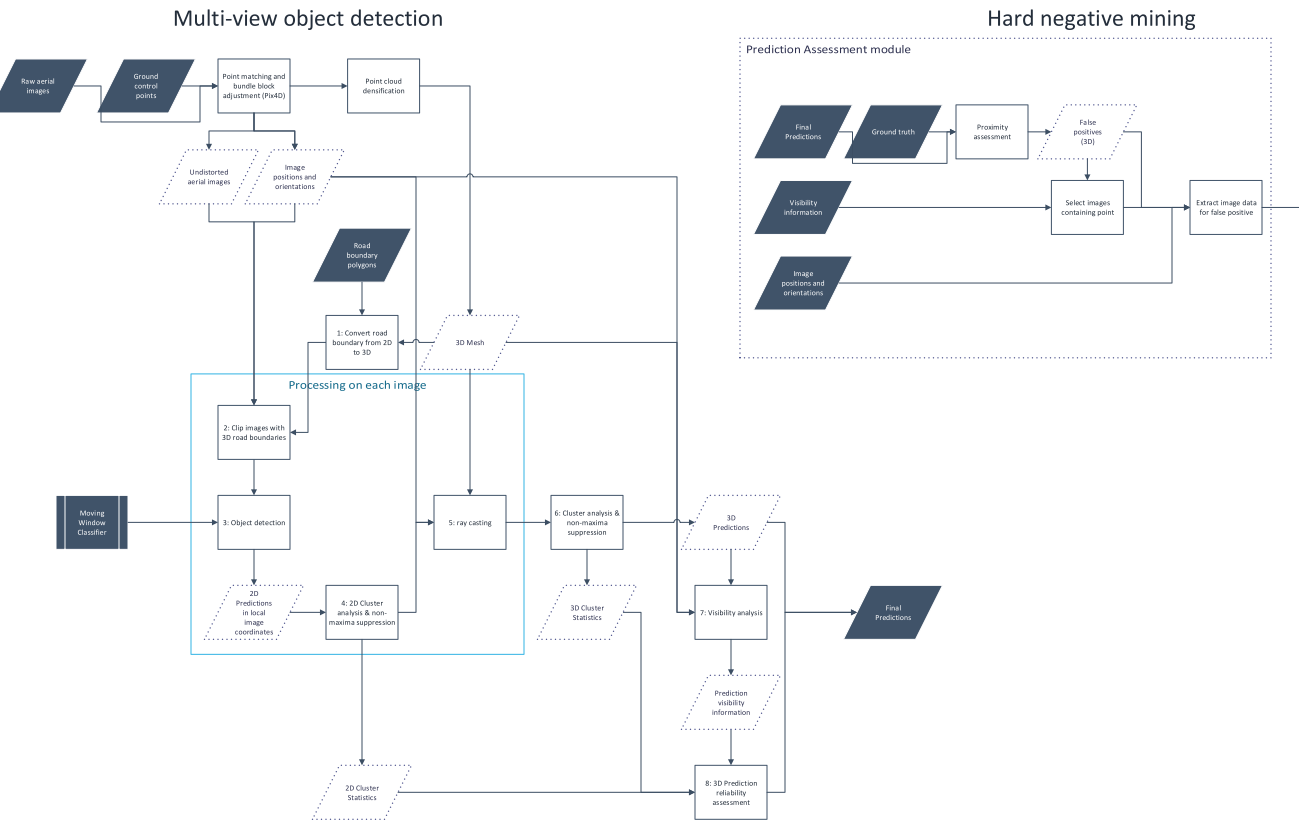 Multi-view object detection
Hard negative mining
Prediction Assessment module
Raw aerial
images
Ground
control
points
Point matching and
bundle block
adjustment (Pix4D)
Point cloud
densification
Undistorted
aerial images
Image
positions and
orientations
Road
boundary
polygons
1: Convert road
boundary from 2D
to 3D
3D Mesh
Processing on each image
2: Clip images with
3D road boundaries
Moving
Window
Classifier
3: Object detection
5: ray casting
6: Cluster analysis &
non-maxima
suppression
3D
Predictions
2D
Predictions
in local
image
coordinates
4: 2D Cluster
analysis & non-
maxima suppression
3D Cluster
Statistics
7: Visibility analysis
Final
Predictions
Prediction
visibility
information
2D Cluster
Statistics
8: 3D Prediction
reliability
assessment
Final
Predictions
Ground truth
Proximity
assessment
False
positives
(3D)
Visibility
information
Select images
containing point
Extract image data
for false positive
Image
positions and
orientations